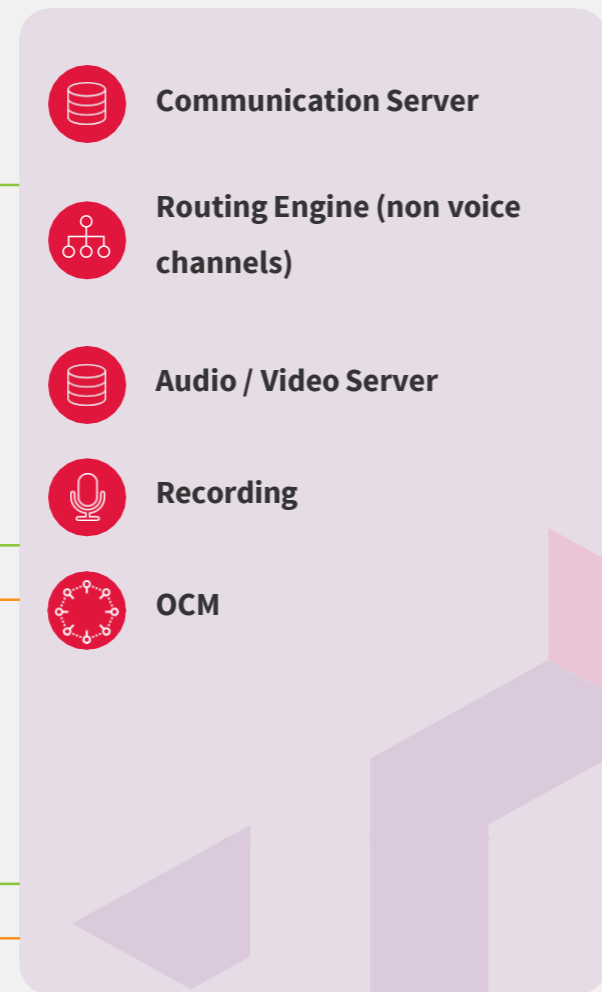 Communication Server
Routing Engine (non voice
channels)
Audio / Video Server
Recording
OCM